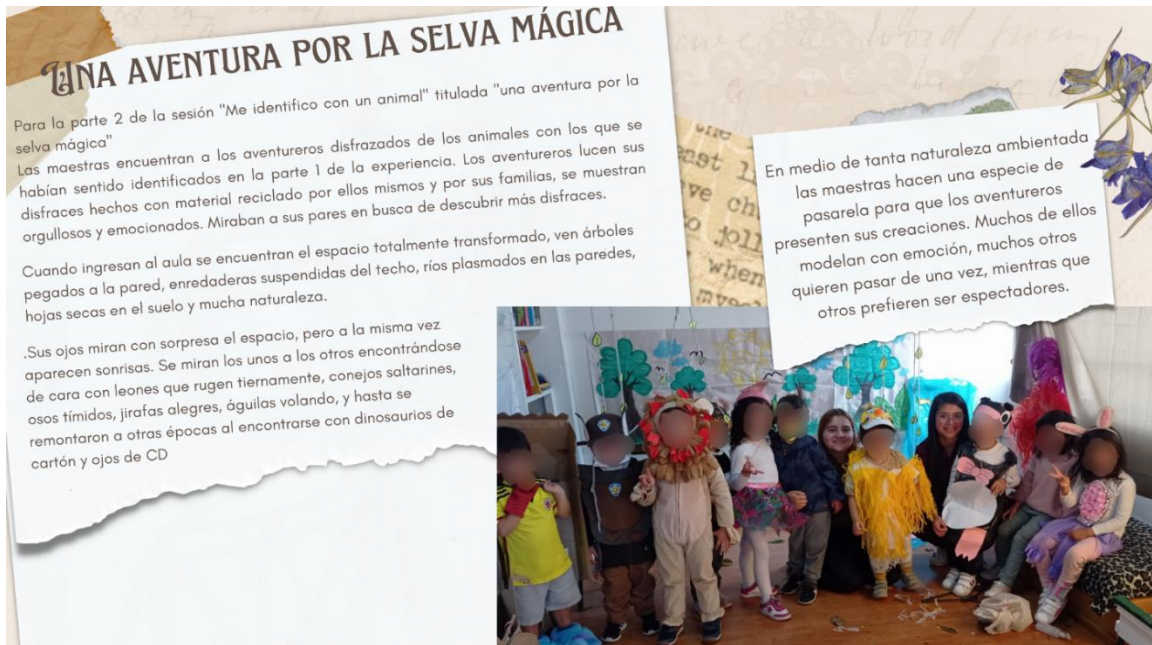 UNA AVENTURA POR LA SELVA MÁGICA
Para la parte 2 de la sesión "Me identifico con un animal" titulada "una aventura por la
selva mágica"
Las maestras encuentran a los aventureros disfrazados de los animales con los que se
habían sentido identificados en la parte 1 de la experiencia. Los aventureros lucen sus
disfraces hechos con material reciclado por ellos mismos y por sus familias, se muestran
orgullosos y emocionados. Miraban a sus pares en busca de descubrir más disfraces.
Cuando ingresan al aula se encuentran el espacio totalmente transformado, ven árboles
pegados a la pared, enredaderas suspendidas del techo, ríos plasmados en las paredes,
hojas secas en el suelo y mucha naturaleza.
.Sus ojos miran con sorpresa el espacio, pero a la misma vez
aparecen sonrisas. Se miran los unos a los otros encontrándose
de cara con leones que rugen tiernamente, conejos saltarines,
osos tímidos, jirafas alegres, águilas volando, y hasta se
remontaron a otras épocas al encontrarse con dinosaurios de
cartón y ojos de CD
En medio de tanta naturaleza ambientada
las maestras hacen una especie de
pasarela para que los aventureros
presenten sus creaciones. Muchos de ellos
modelan con emoción, muchos otros
quieren pasar de una vez, mientras que
otros prefieren ser espectadores.